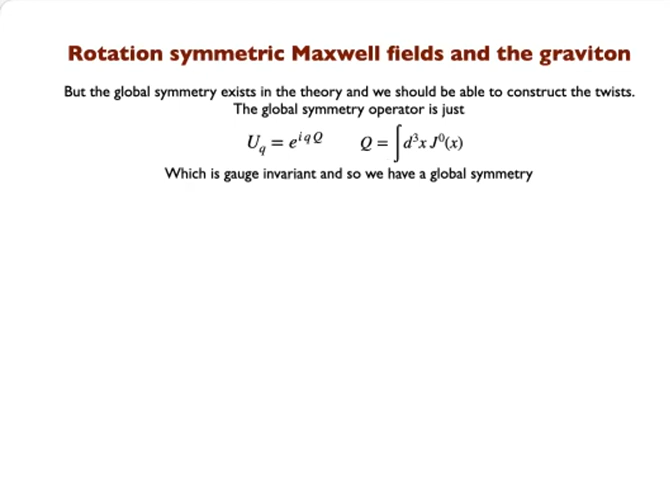 Rotation symmetric Maxwell fields and the graviton
But the global symmetry exists in the theory and we should be able to construct the twists.
The global symmetry operator is just
U_q = e^{iqQ}    Q = ∫d³x J⁰(x)
Which is gauge invariant and so we have a global symmetry